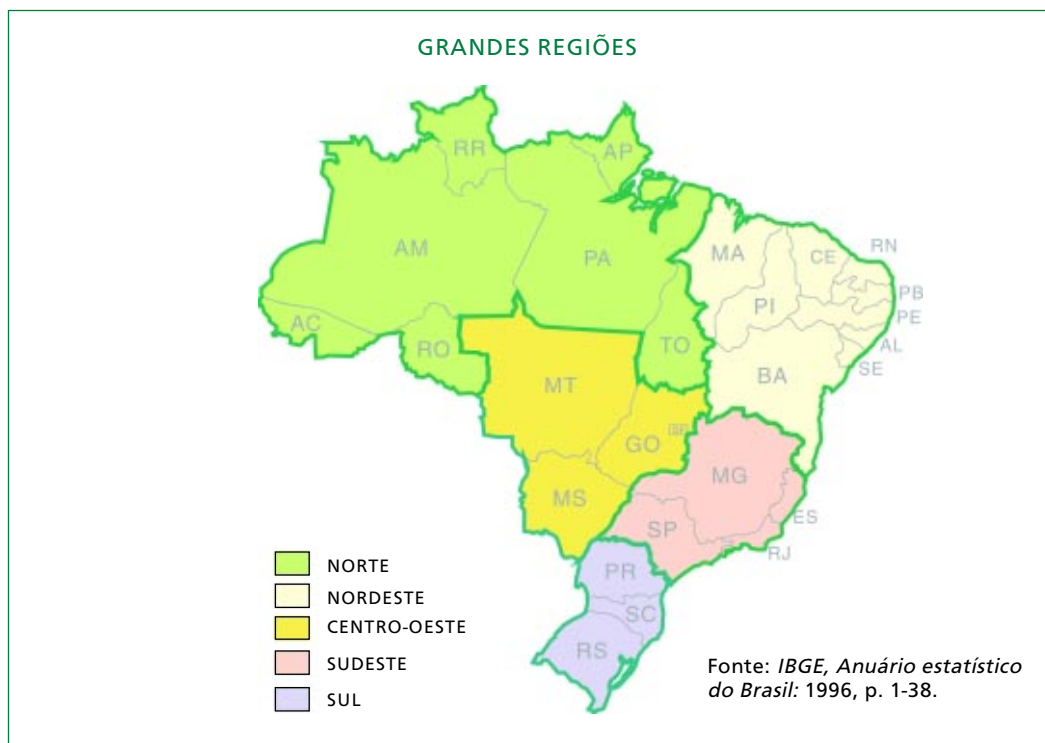 GRANDES REGIÕES
RR
AP
AM
PA
MA
CE
RN
PI
PB
PE
AC
RO
TO
AL
SE
BA
MT
GO
DF
MG
MS
ES
SP
RJ
PR
SC
RS
NORTE
NORDESTE
CENTRO-OESTE
SUDESTE
SUL
Fonte: IBGE, Anuário estatístico
do Brasil: 1996, p. 1-38.